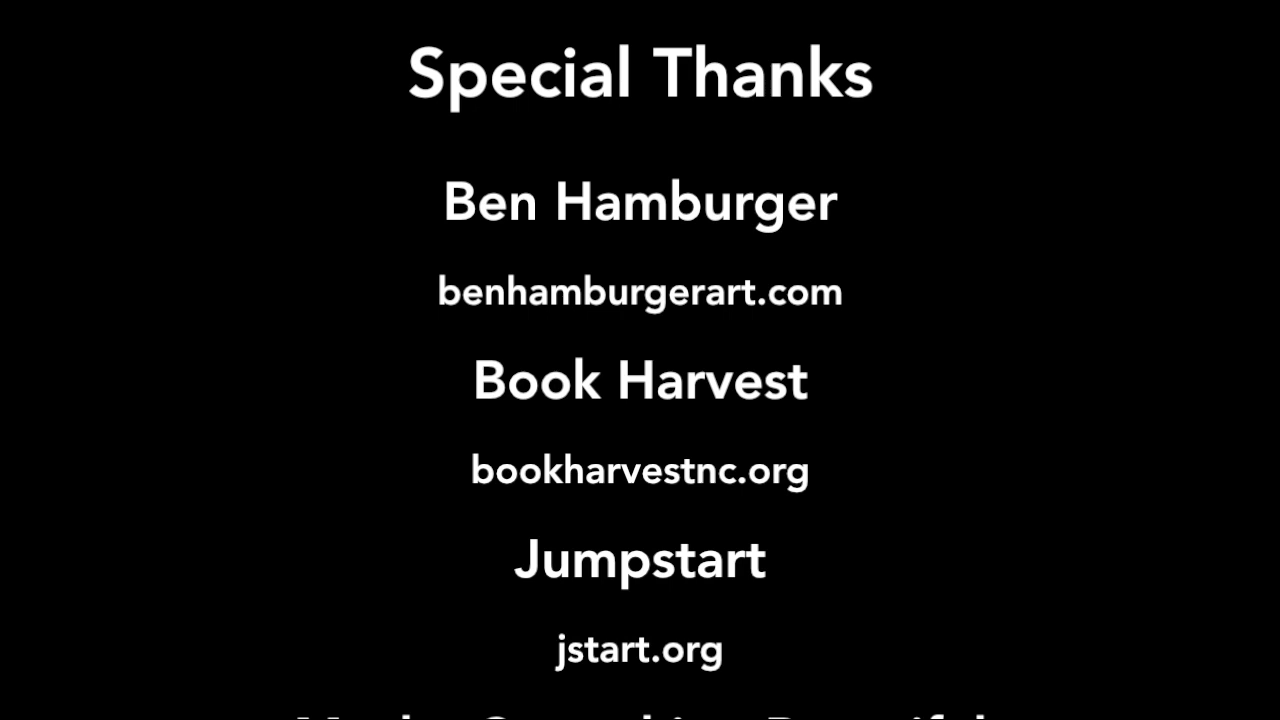 Special Thanks
Ben Hamburger
benhamburgerart.com
Book Harvest
bookharvestnc.org
Jumpstart
jstart.org